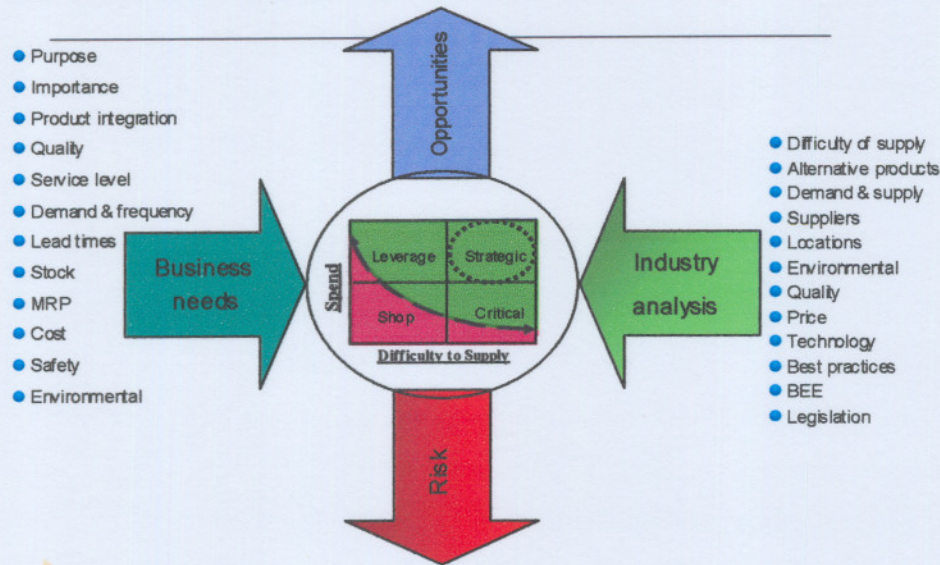 Opportunities
Purpose
Importance
Product integration
Quality
Service level
Demand & frequency
Lead times
Stock
MRP
Cost
Safety
Environmental
Business
needs
Spend
Leverage
Strategic
Shop
Critical
Difficulty to Supply
Industry
analysis
Difficulty of supply
Alternative products
Demand & supply
Suppliers
Locations
Environmental
Quality
Price
Technology
Best practices
BEE
Legislation
Risk